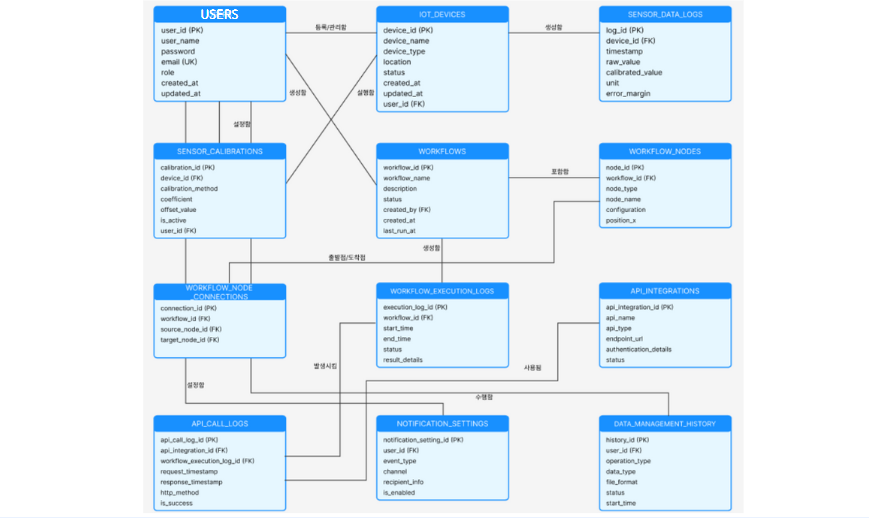 USERS
user_id (PK)
user_name
password
email (UK)
role
created_at
updated_at
등록/관리함
IOT_DEVICES
device_id (PK)
device_name
device_type
location
status
created_at
updated_at
user_id (FK)
생성함
SENSOR_DATA_LOGS
log_id (PK)
device_id (FK)
timestamp
raw_value
calibrated_value
unit
error_margin
생성함
실행함
설정함
SENSOR_CALIBRATIONS
calibration_id (PK)
device_id (FK)
calibration_method
coefficient
offset_value
is_active
user_id (FK)
WORKFLOWS
workflow_id (PK)
workflow_name
description
status
created_by (FK)
created_at
last_run_at
포함함
WORKFLOW_NODES
node_id (PK)
workflow_id (FK)
node_type
node_name
configuration
position_x
생성함
출발점/도착점
WORKFLOW_NODE
_CONNECTIONS
connection_id (PK)
workflow_id (FK)
source_node_id (FK)
target_node_id (FK)
WORKFLOW_EXECUTION_LOGS
execution_log_id (PK)
workflow_id (FK)
start_time
end_time
status
result_details
API_INTEGRATIONS
api_integration_id (PK)
api_name
api_type
endpoint_url
authentication_details
status
발생시킴
사용됨
설정함
수행함
API_CALL_LOGS
api_call_log_id (PK)
api_integration_id (FK)
workflow_execution_log_id (FK)
request_timestamp
response_timestamp
http_method
is_success
NOTIFICATION_SETTINGS
notification_setting_id (PK)
user_id (FK)
event_type
channel
recipient_info
is_enabled
DATA_MANAGEMENT_HISTORY
history_id (PK)
user_id (FK)
operation_type
data_type
file_format
status
start_time